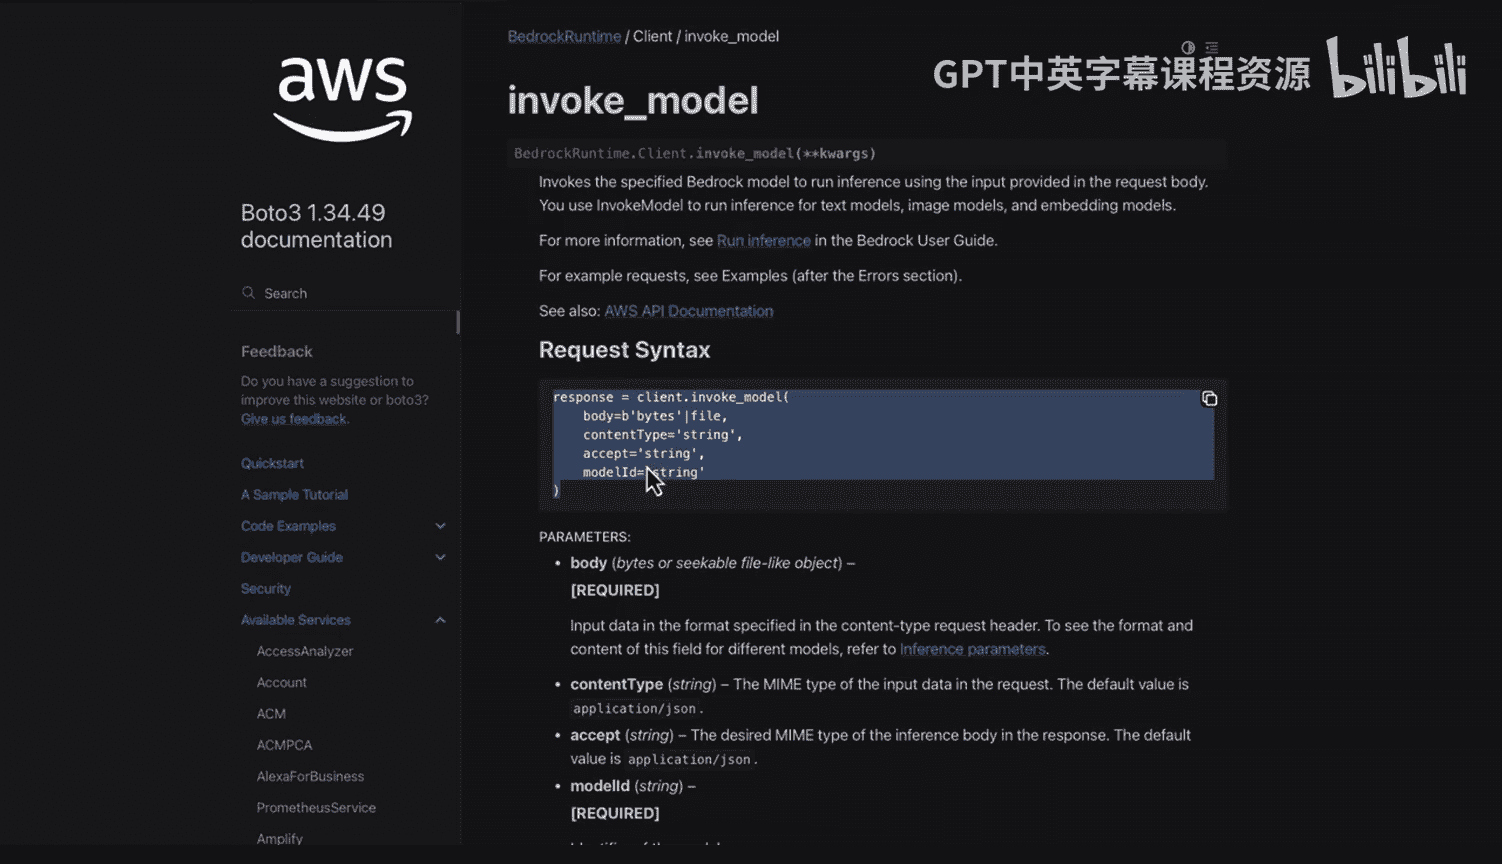 BedrockRuntime / Client / invoke_model
GPT中英字幕课程资源 bilibili
aws
invoke_model
BedrockRuntime.Client.invoke_model(**kwargs)
Invokes the specified Bedrock model to run inference using the input provided in the request body.
You use InvokeModel to run inference for text models, image models, and embedding models.
For more information, see Run inference in the Bedrock User Guide.
For example requests, see Examples (after the Errors section).
See also: AWS API Documentation
Request Syntax
response = client.invoke_model(
body=b'bytes'|file,
contentType='string',
accept='string',
modelId='string'
)
PARAMETERS:
• body (bytes or seekable file-like object) –
[REQUIRED]
Input data in the format specified in the content-type request header. To see the format and
content of this field for different models, refer to Inference parameters.
• contentType (string) – The MIME type of the input data in the request. The default value is
application/json.
• accept (string) – The desired MIME type of the inference body in the response. The default
value is application/json.
• modelId (string) –
[REQUIRED]
Boto3 1.34.49
documentation
Search
Feedback
Do you have a suggestion to
improve this website or boto3?
Give us feedback.
Quickstart
A Sample Tutorial
Code Examples
Developer Guide
Security
Available Services
AccessAnalyzer
Account
ACM
ACMPCA
AlexaForBusiness
PrometheusService
Amplify